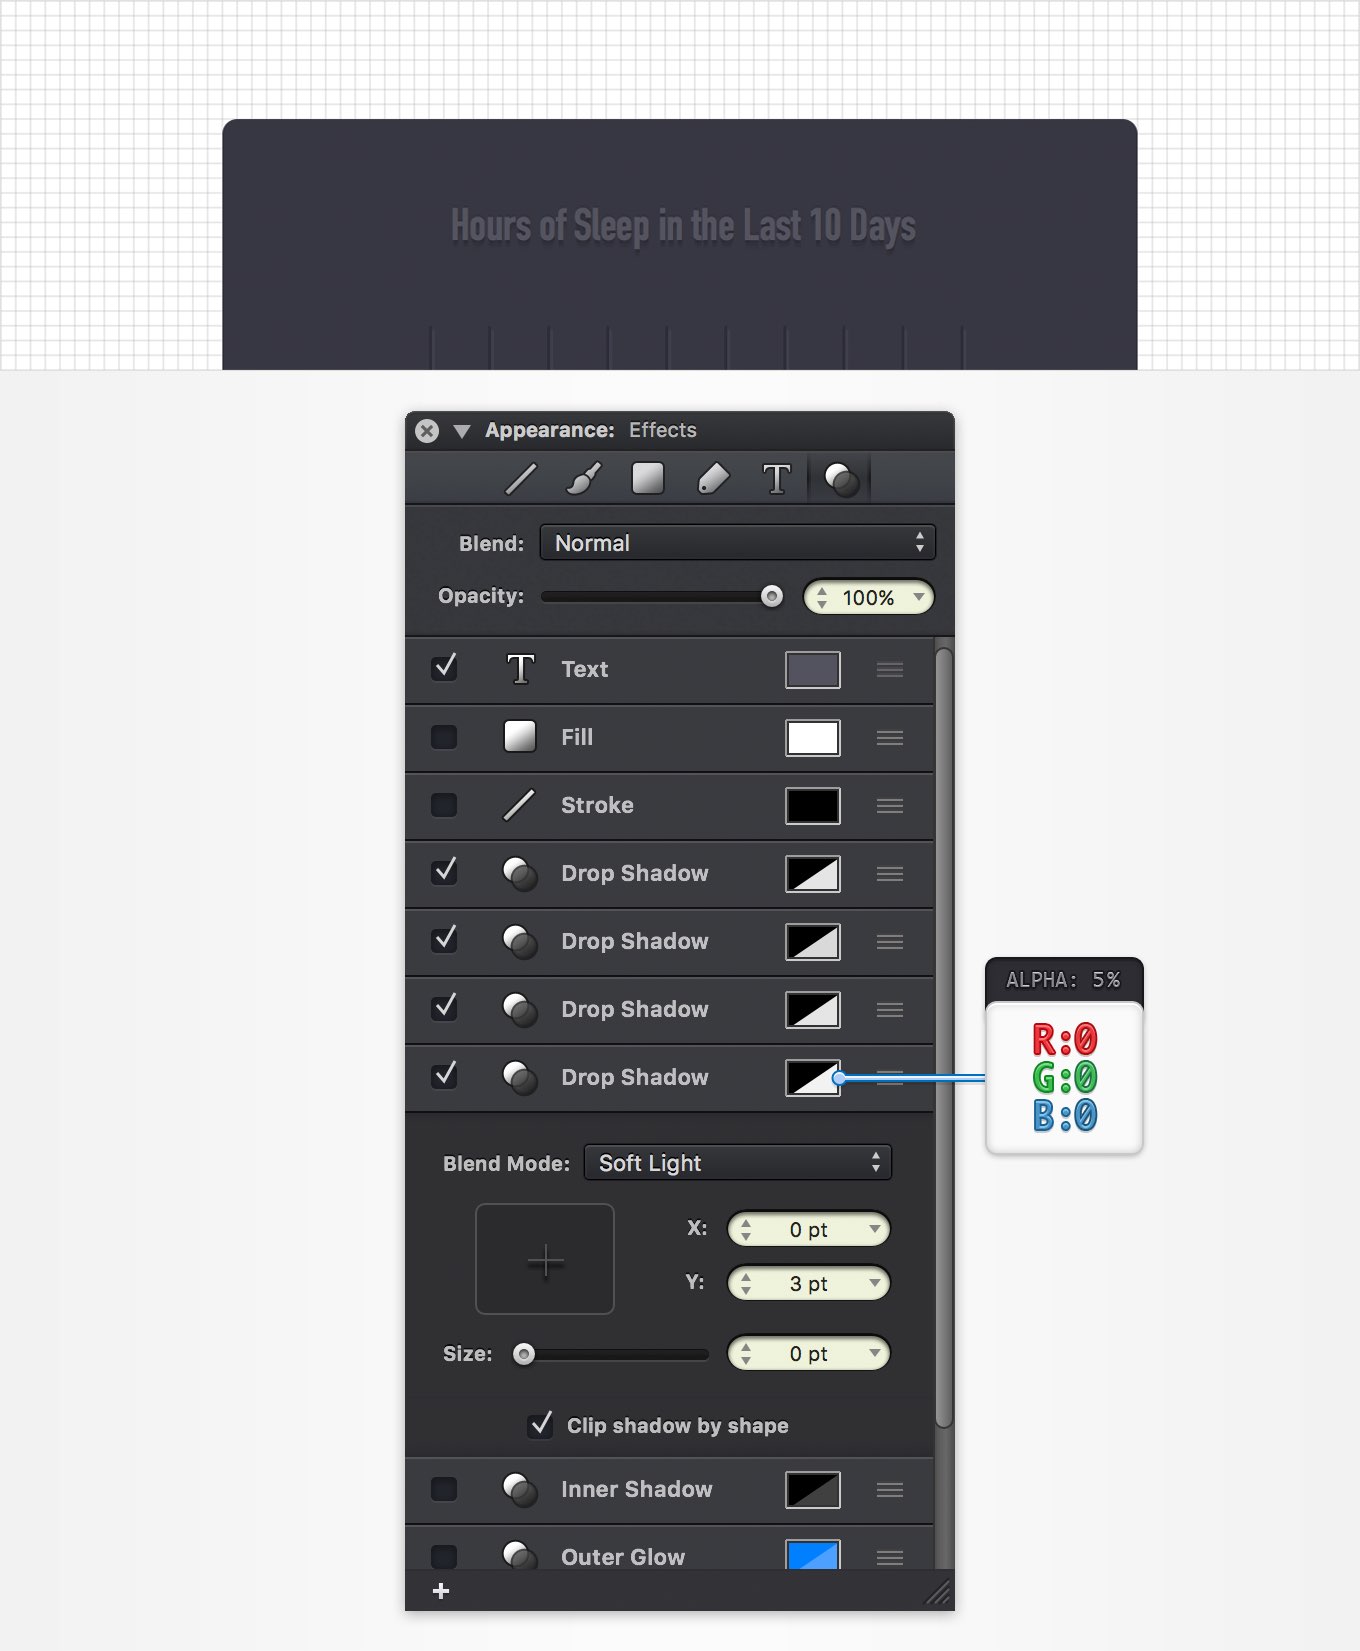 Hours of Sleep in the Last 10 Days
Appearance: Effects
Blend: Normal
Opacity: 100%
Text
Fill
Stroke
Drop Shadow
Drop Shadow
Drop Shadow
Drop Shadow
ALPHA: 5%
R:0
G:0
B:0
Blend Mode: Soft Light
X: 0 pt
Y: 3 pt
Size: 0 pt
Clip shadow by shape
Inner Shadow
Outer Glow